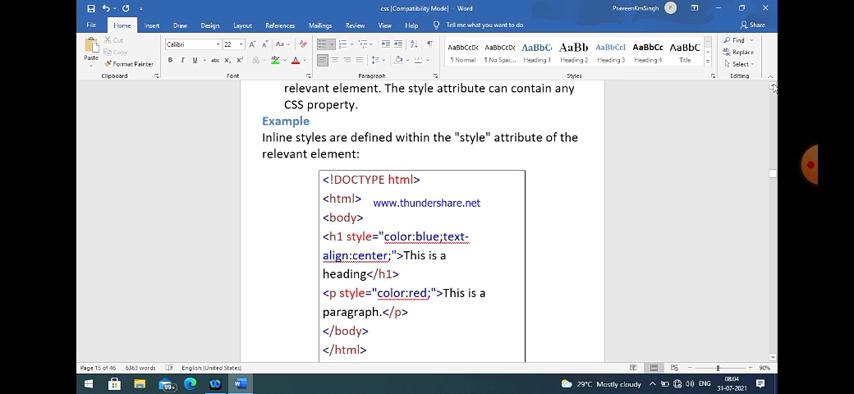 css [Compatibility Mode] - Word
PraveenKmSingh
File Home Insert Draw Design Layout References Mailings Review View Help Tell me what you want to do Share
Cut
Copy
Paste
Format Painter
Clipboard
Calibri 22
Font
Paragraph
AaBbCcDc AaBbCcDc AaBbCc AaBb AaBbCcI AaBbCc AaBbC
¶ Normal ¶ No Spac... Heading 1 Heading 2 Heading 3 Heading 4 Title
Styles
Find
Replace
Select
Editing
relevant element. The style attribute can contain any
CSS property.
Example
Inline styles are defined within the "style" attribute of the
relevant element:
<!DOCTYPE html>
<html>
www.thundershare.net
<body>
<h1 style="color:blue;text-
align:center;">This is a
heading</h1>
<p style="color:red;">This is a
paragraph.</p>
</body>
</html>
Page 15 of 46 6363 words English (United States) 90%
99+
29°C Mostly cloudy ENG
08:04
31-07-2021